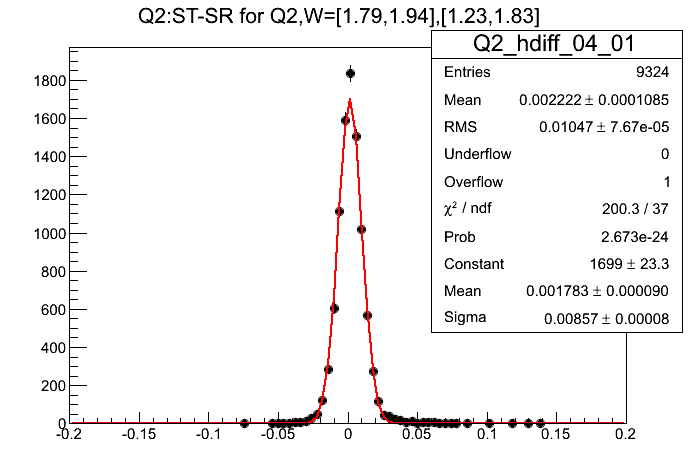 Q2:ST-SR for Q2,W=[1.79,1.94],[1.23,1.83]
Q2_hdiff_04_01
Entries 9324
Mean 0.002222 ± 0.0001085
RMS 0.01047 ± 7.67e-05
Underflow 0
Overflow 1
χ² / ndf 200.3 / 37
Prob 2.673e-24
Constant 1699 ± 23.3
Mean 0.001783 ± 0.000090
Sigma 0.00857 ± 0.00008
1800
1600
1400
1200
1000
800
600
400
200
0
-0.2 -0.15 -0.1 -0.05 0 0.05 0.1 0.15 0.2